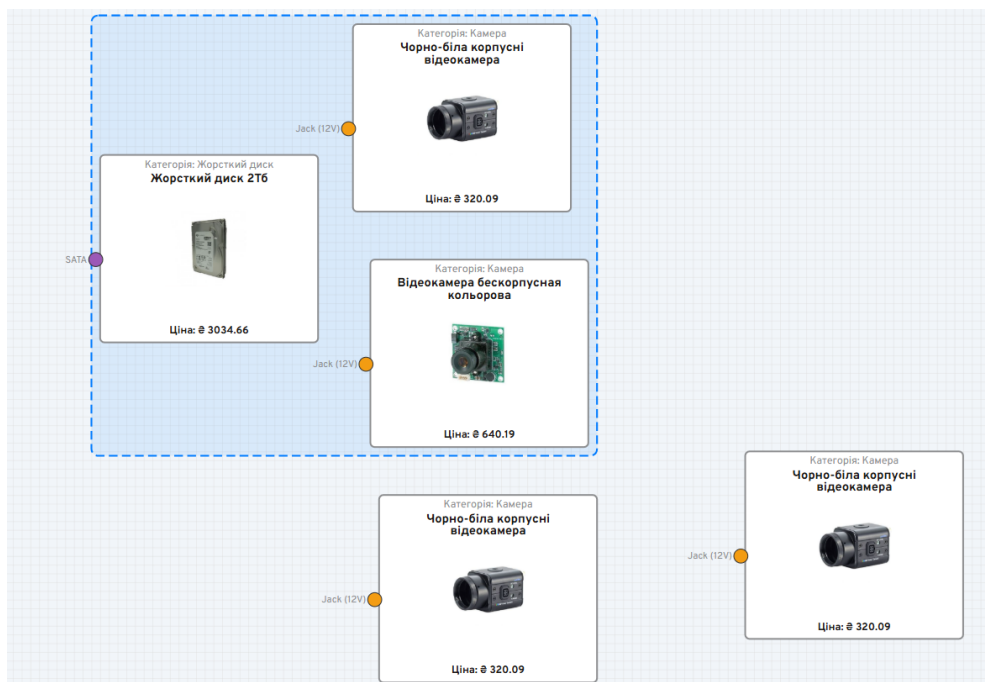 Категорія: Камера
Чорно-біла корпусні
відеокамера
Jack (12V)
Ціна: ₴ 320.09
Категорія: Жорсткий диск
Жорсткий диск 2Тб
SATA
Ціна: ₴ 3034.66
Категорія: Камера
Відеокамера бескорпусная
кольорова
Jack (12V)
Ціна: ₴ 640.19
Категорія: Камера
Чорно-біла корпусні
відеокамера
Jack (12V)
Ціна: ₴ 320.09
Категорія: Камера
Чорно-біла корпусні
відеокамера
Jack (12V)
Ціна: ₴ 320.09